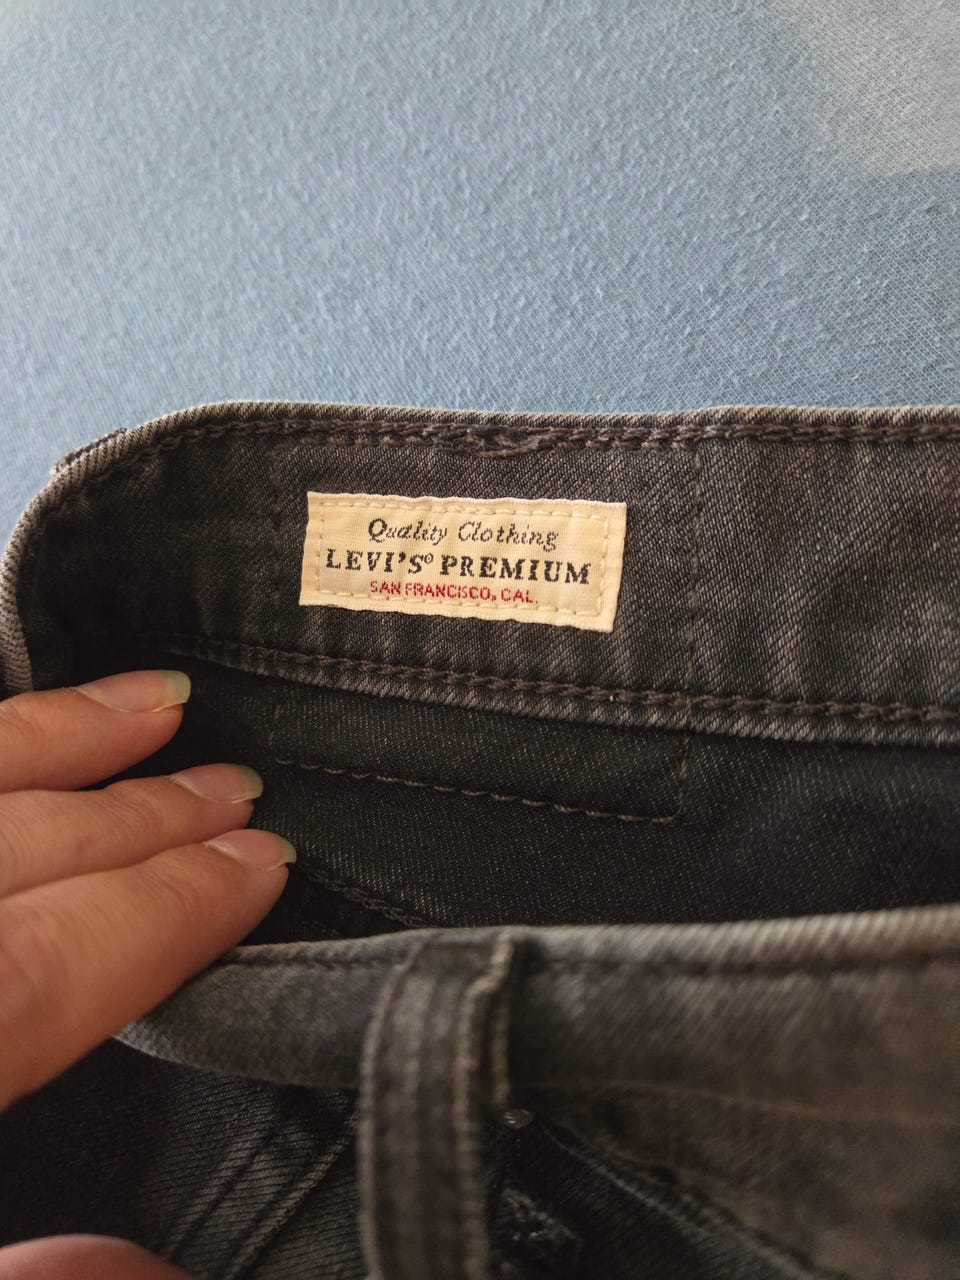 Quality Clothing
LEVI'S® PREMIUM
SAN FRANCISCO, CAL.